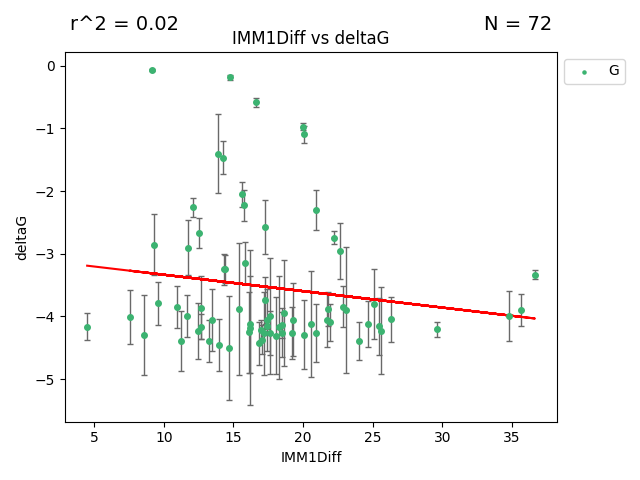 r^2 = 0.02
N = 72
IMM1Diff vs deltaG
G
0
−1
−2
−3
−4
−5
deltaG
5 10 15 20 25 30 35
IMM1Diff